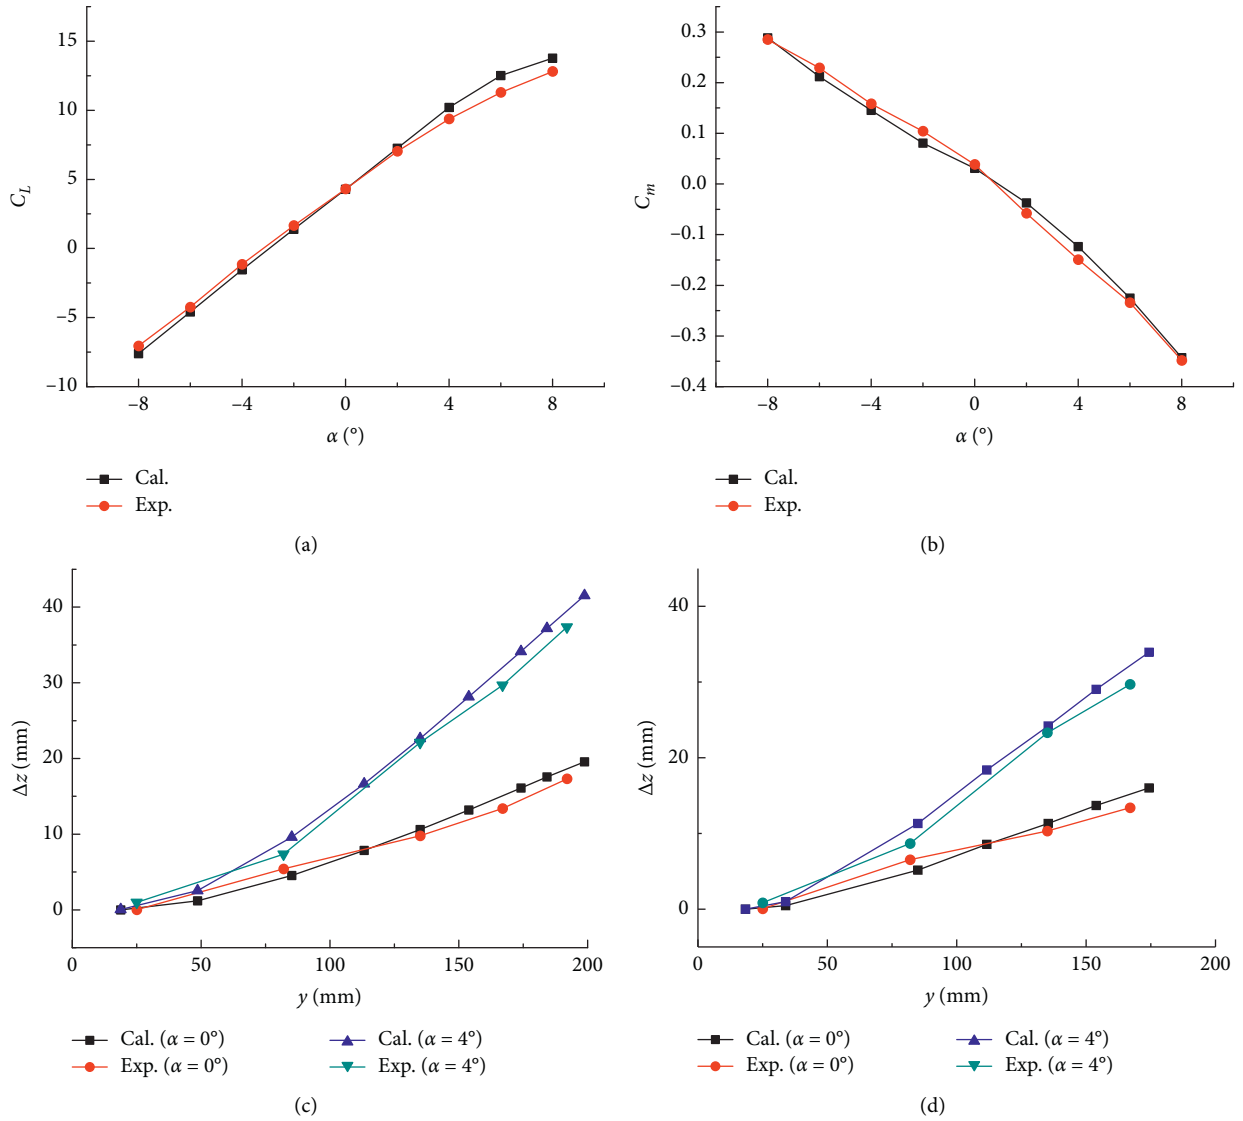 15
10
5
0
−5
−10
C_L
−8
−4
0
4
8
α (°)
Cal.
Exp.
(a)
0.3
0.2
0.1
0.0
−0.1
−0.2
−0.3
−0.4
C_m
−8
−4
0
4
8
α (°)
Cal.
Exp.
(b)
40
30
20
10
0
Δz (mm)
0
50
100
150
200
y (mm)
Cal. (α = 0°)
Exp. (α = 0°)
Cal. (α = 4°)
Exp. (α = 4°)
(c)
40
20
0
Δz (mm)
0
50
100
150
200
y (mm)
Cal. (α = 0°)
Exp. (α = 0°)
Cal. (α = 4°)
Exp. (α = 4°)
(d)